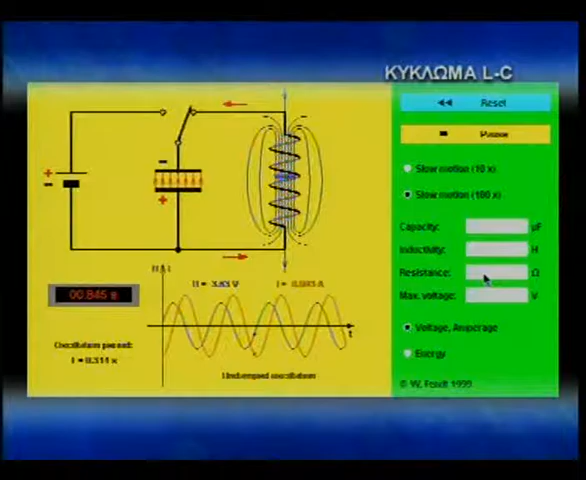 ΚΥΚΛΩΜΑ L-C
Reset
Pause
Slow motion (10 x)
Slow motion (100 x)
Capacity: μF
Inductivity: H
Resistance: Ω
Max. voltage: V
Voltage, Amperage
Energy
© W. Fendt 1999
00.845 s
Oscillation period:
Undamped oscillation
t